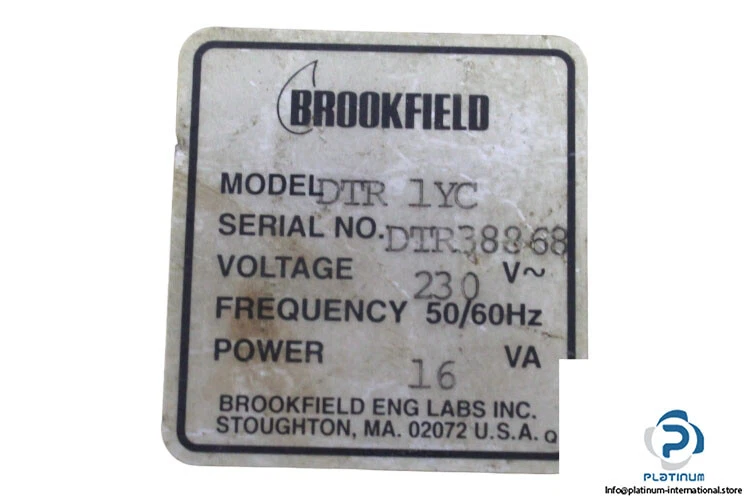 BROOKFIELD
MODEL DTR 1YC
SERIAL NO. DTR38868
VOLTAGE 230 V~
FREQUENCY 50/60Hz
POWER 16 VA
BROOKFIELD ENG LABS INC.
STOUGHTON, MA. 02072 U.S.A. Q
PLATINUM
Info@platinum-international.store